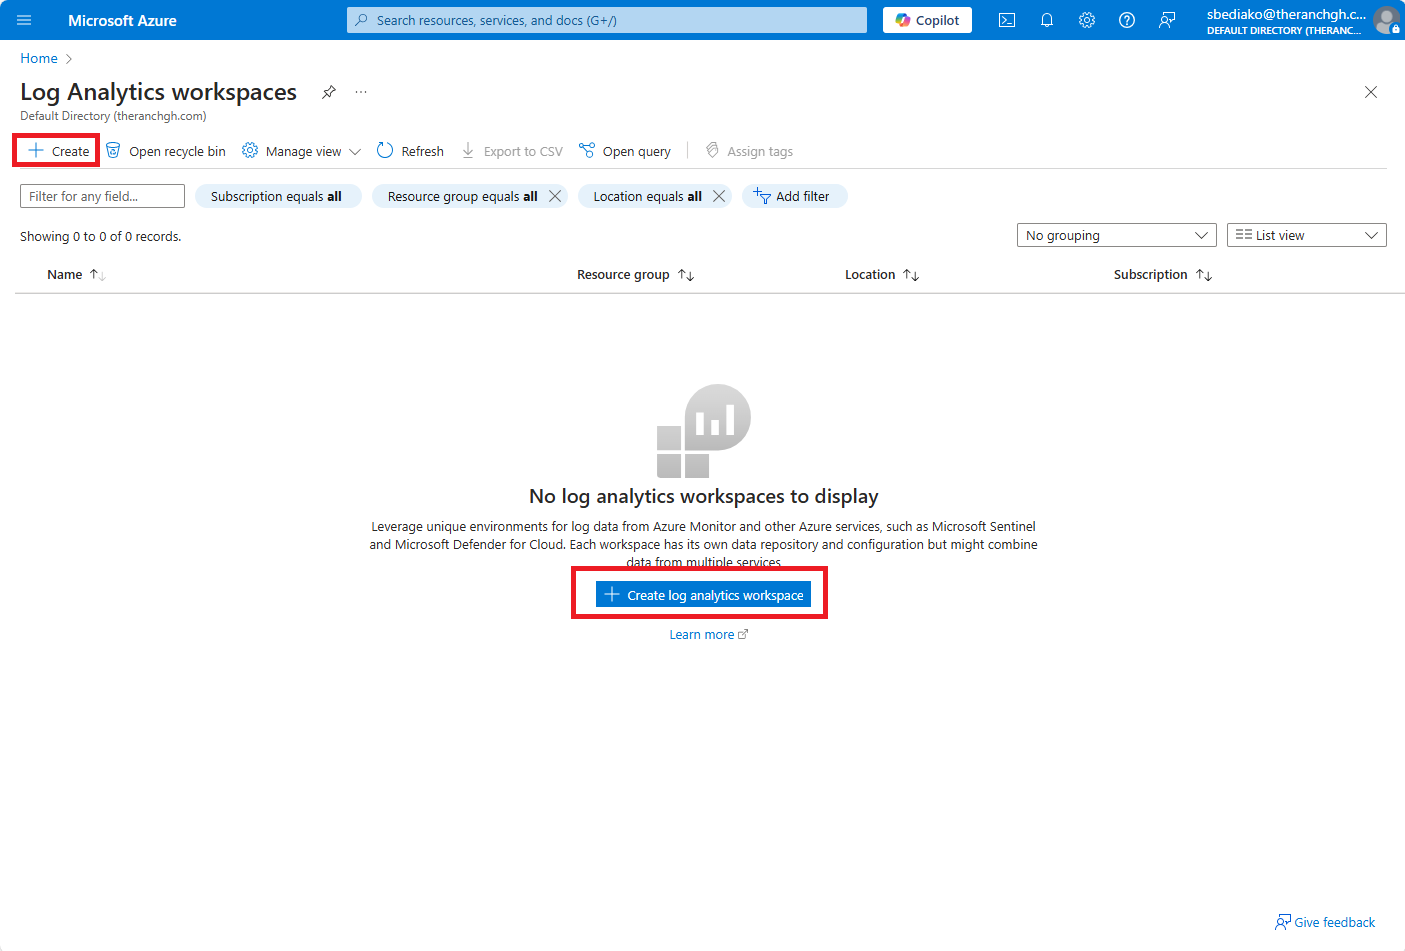 Microsoft Azure
Search resources, services, and docs (G+/)
Copilot
sbediako@theranchgh.c...
DEFAULT DIRECTORY (THERANC...
Home
Log Analytics workspaces
Default Directory (theranchgh.com)
Create
Open recycle bin
Manage view
Refresh
Export to CSV
Open query
Assign tags
Filter for any field...
Subscription equals all
Resource group equals all
Location equals all
Add filter
Showing 0 to 0 of 0 records.
No grouping
List view
Name
Resource group
Location
Subscription
No log analytics workspaces to display
Leverage unique environments for log data from Azure Monitor and other Azure services, such as Microsoft Sentinel
and Microsoft Defender for Cloud. Each workspace has its own data repository and configuration but might combine
data from multiple services
Create log analytics workspace
Learn more
Give feedback